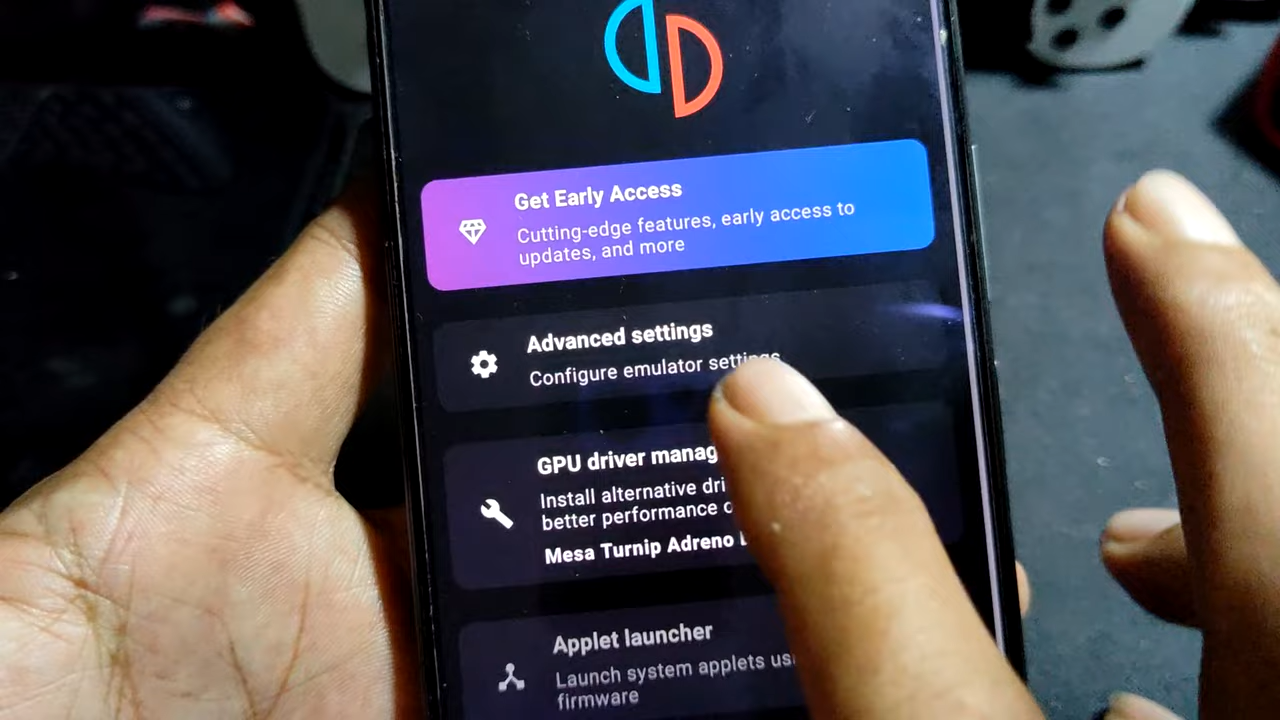 Get Early Access
Cutting-edge features, early access to
updates, and more
Advanced settings
Configure emulator settings
GPU driver manag
Install alternative dri
better performance o
Mesa Turnip Adreno
Applet launcher
Launch system applets usi
firmware